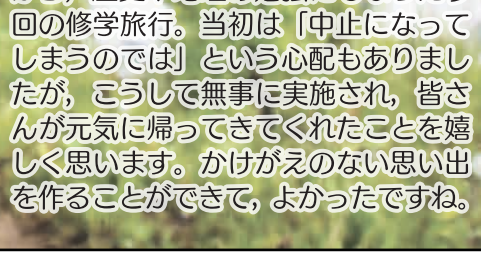 回の修学旅行。当初は「中止になって
しまうのでは」という心配もありまし
たが，こうして無事に実施され，皆さ
んが元気に帰ってきてくれたことを嬉
しく思います。かけがえのない思い出
を作ることができて，よかったですね。